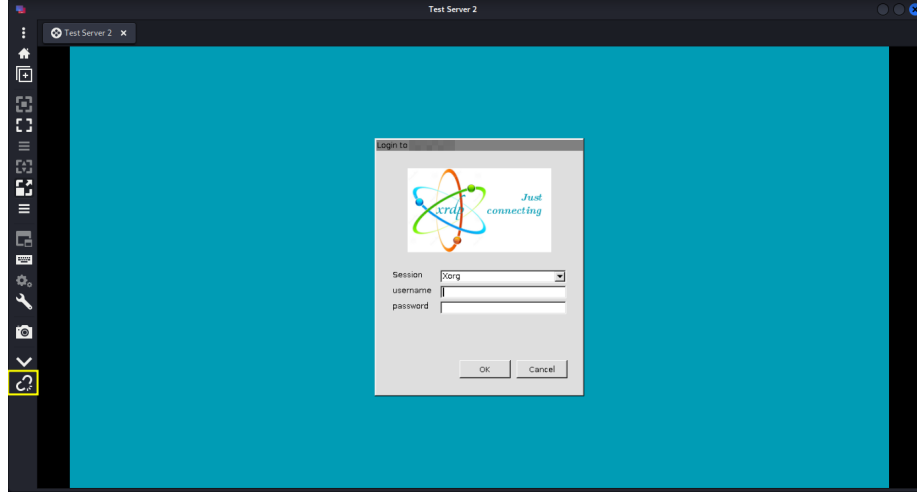 Test Server 2
Test Server 2
Login to
xrdp
Just
connecting
Session Xorg
username
password
OK Cancel